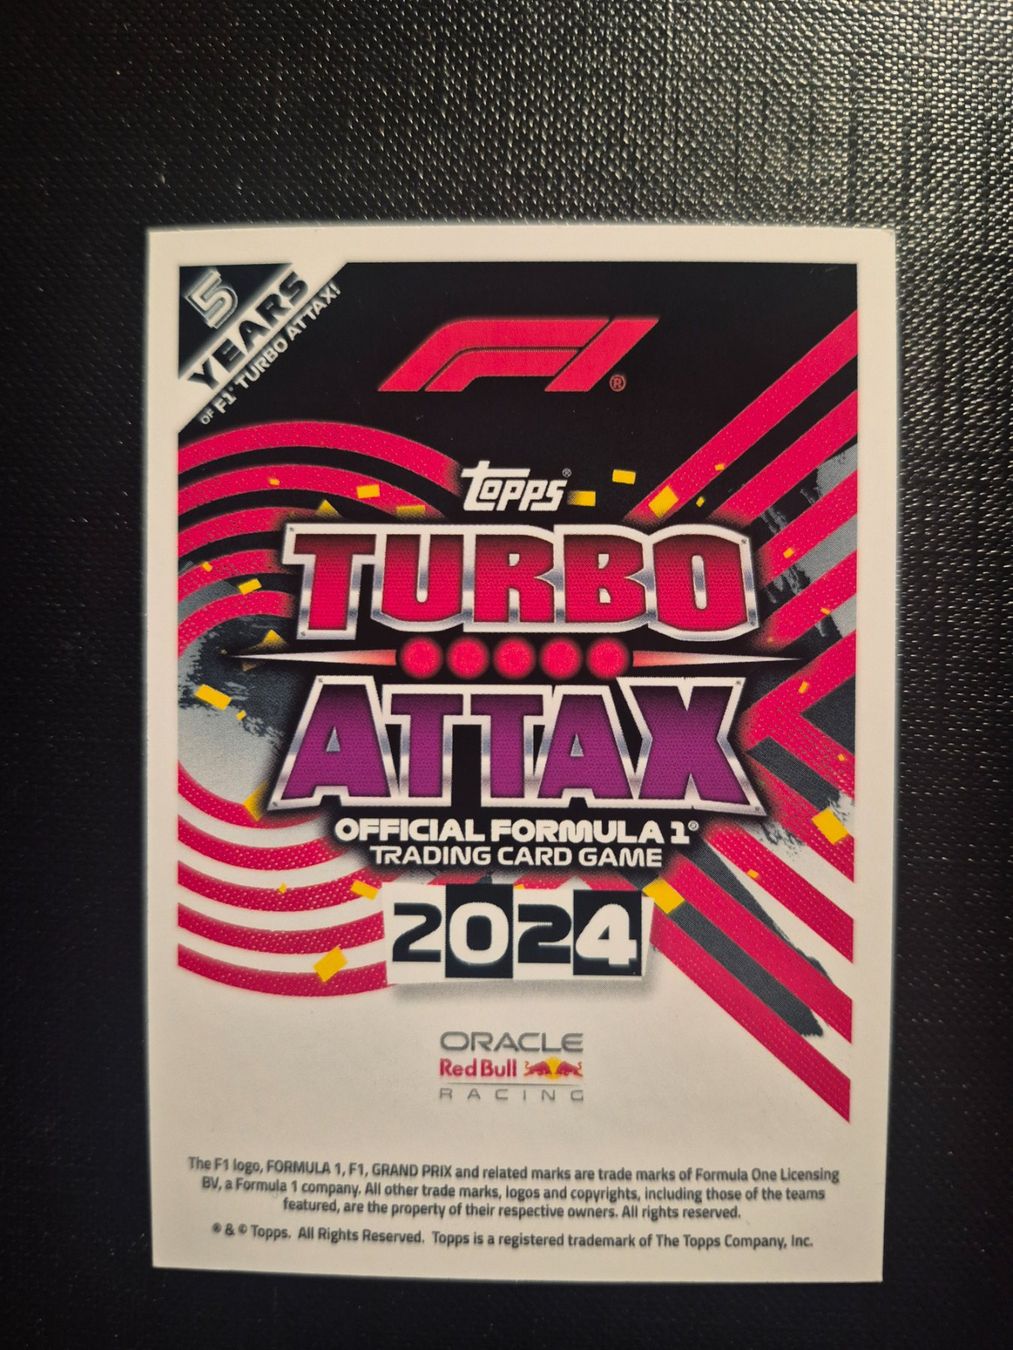 5
YEARS
OF F1® TURBO ATTAX!
F1®
TOPPS®
TURBO
ATTAX
OFFICIAL FORMULA 1®
TRADING CARD GAME
2024
ORACLE
Red Bull
RACING
The F1 logo, FORMULA 1, F1, GRAND PRIX and related marks are trade marks of Formula One Licensing
BV, a Formula 1 company. All other trade marks, logos and copyrights, including those of the teams
featured, are the property of their respective owners. All rights reserved.
® & © Topps. All Rights Reserved. Topps is a registered trademark of The Topps Company, Inc.